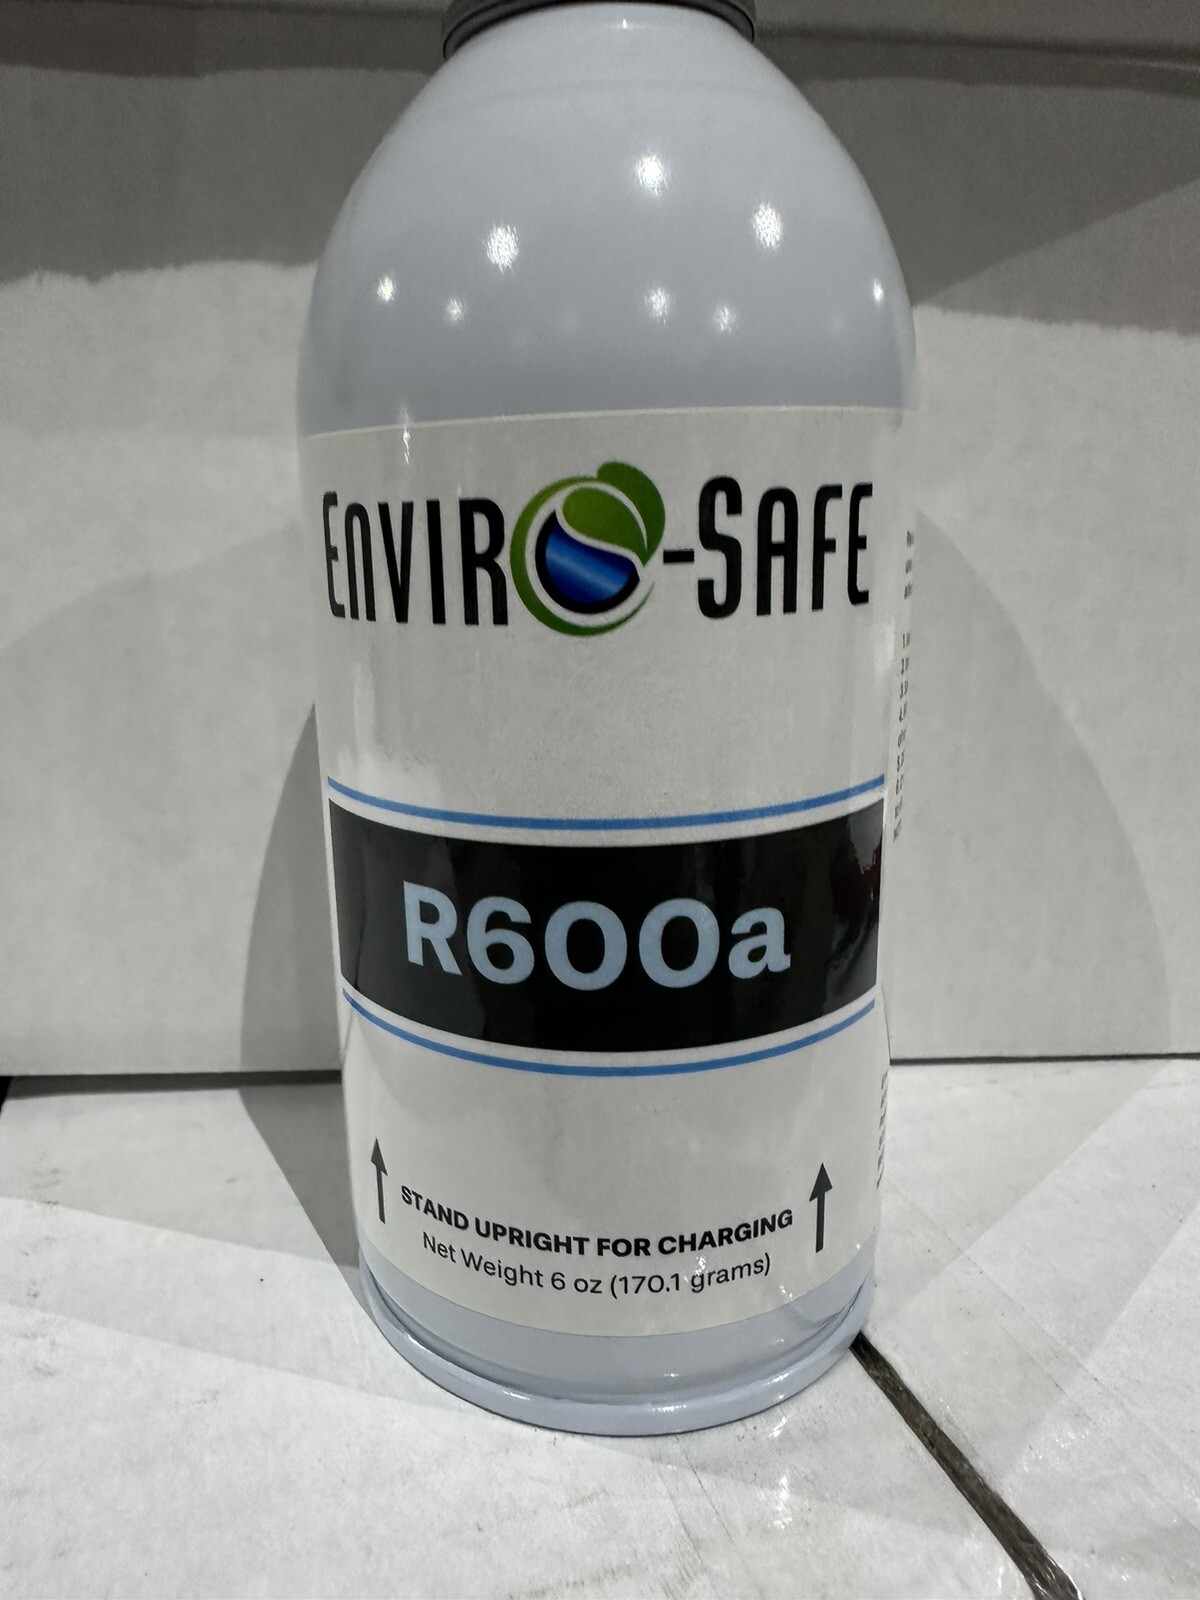 ENVIRO-SAFE
R600a
STAND UPRIGHT FOR CHARGING
Net Weight 6 oz (170.1 grams)